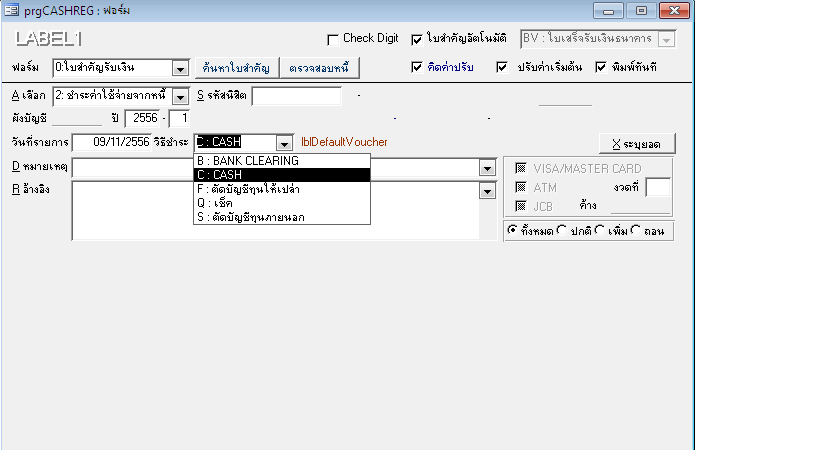 prgCASHREG : ฟอร์ม
LABEL1
Check Digit ใบสำคัญอัตโนมัติ BV : ใบเสร็จรับเงินธนาคาร
ฟอร์ม 0:ใบสำคัญรับเงิน ค้นหาใบสำคัญ ตรวจสอบหนี้ คิดค่าปรับ ปรับค่าเริ่มต้น พิมพ์ทันที
A เลือก 2: ชำระค่าใช้จ่ายจากหนี้ S รหัสนิสิต -
ผังบัญชี ปี 2556 - 1 - -
วันที่รายการ 09/11/2556 วิธีชำระ C : CASH lblDefaultVoucher X ระบุยอด
B : BANK CLEARING
D หมายเหตุ VISA/MASTER CARD
C : CASH
R อ้างอิง F : ตัดบัญชีทุนให้เปล่า ATM งวดที่
Q : เช็ค JCB ค้าง
S : ตัดบัญชีทุนภายนอก
ทั้งหมด ปกติ เพิ่ม ถอน